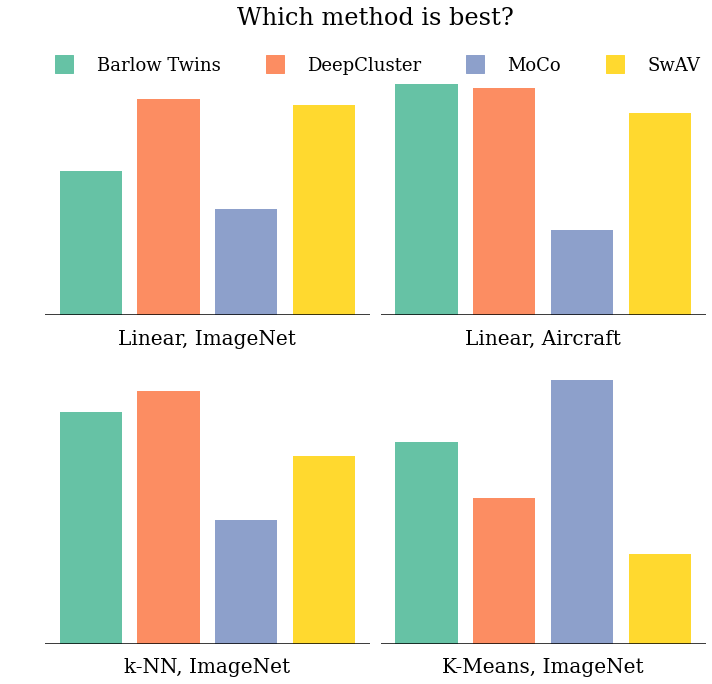 Which method is best?
Barlow Twins DeepCluster MoCo SwAV
Linear, ImageNet Linear, Aircraft
k-NN, ImageNet K-Means, ImageNet